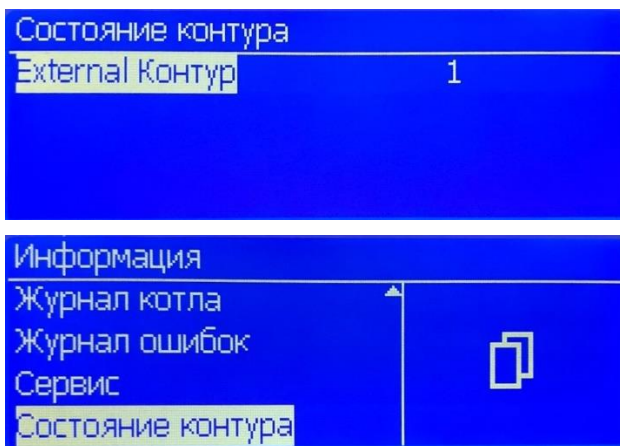 Состояние контура
External Контур 1
Информация
Журнал котла
Журнал ошибок
Сервис
Состояние контура